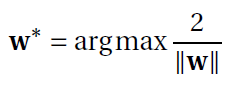 w* = argmax 2/‖w‖